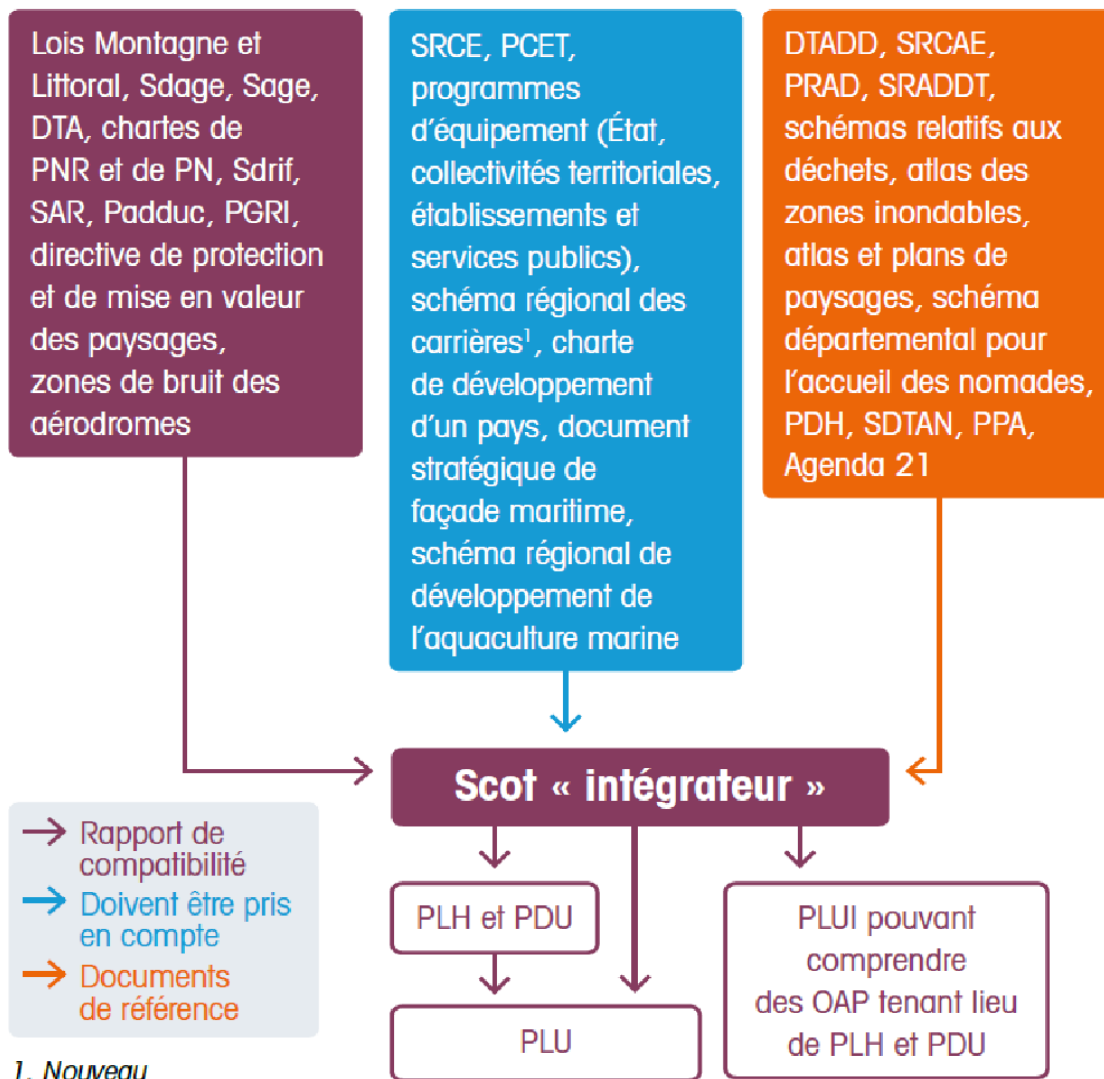 Lois Montagne et
Littoral, Sdage, Sage,
DTA, chartes de
PNR et de PN, Sdrif,
SAR, Padduc, PGRI,
directive de protection
et de mise en valeur
des paysages,
zones de bruit des
aérodromes
SRCE, PCET,
programmes
d'équipement (État,
collectivités territoriales,
établissements et
services publics),
schéma régional des
carrières¹, charte
de développement
d'un pays, document
stratégique de
façade maritime,
schéma régional de
développement de
l'aquaculture marine
DTADD, SRCAE,
PRAD, SRADDT,
schémas relatifs aux
déchets, atlas des
zones inondables,
atlas et plans de
paysages, schéma
départemental pour
l'accueil des nomades,
PDH, SDTAN, PPA,
Agenda 21
Scot « intégrateur »
Rapport de
compatibilité
Doivent être pris
en compte
Documents
de référence
PLH et PDU
PLU
PLUI pouvant
comprendre
des OAP tenant lieu
de PLH et PDU
1. Nouveau